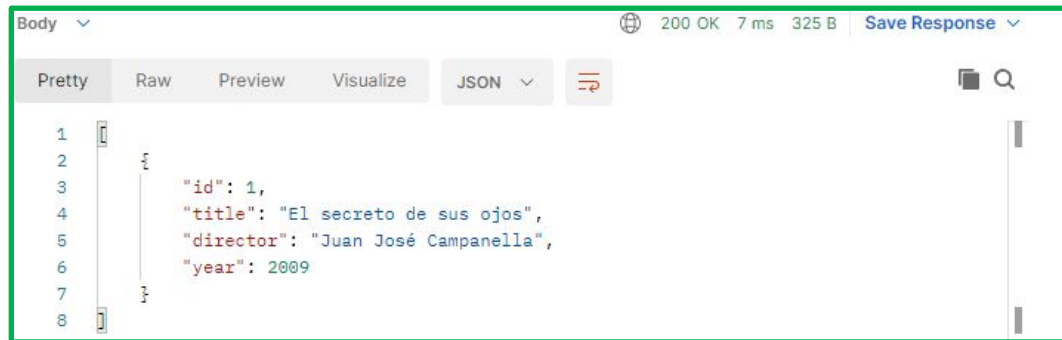 Body 200 OK 7 ms 325 B Save Response
Pretty Raw Preview Visualize JSON
1 [
2 {
3 "id": 1,
4 "title": "El secreto de sus ojos",
5 "director": "Juan José Campanella",
6 "year": 2009
7 }
8 ]